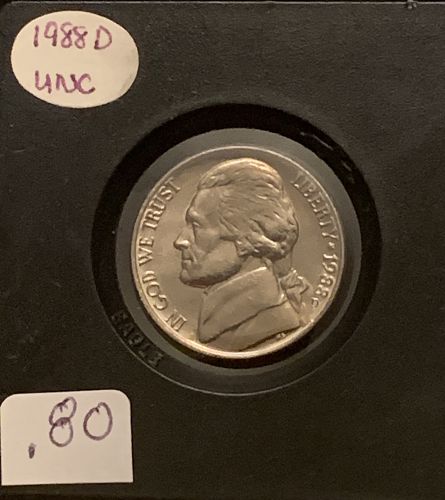 1988 D
UNC
IN GOD WE TRUST
LIBERTY ★ 1988
.80